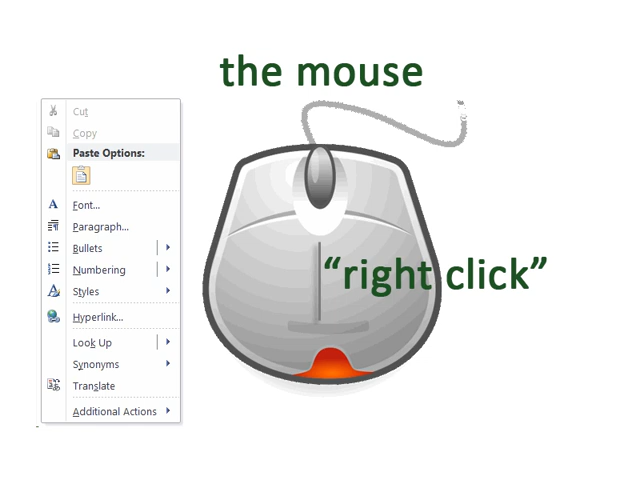 the mouse
Cut
Copy
Paste Options:
Font...
Paragraph...
Bullets
Numbering
Styles
Hyperlink...
Look Up
Synonyms
Translate
Additional Actions
“right click”